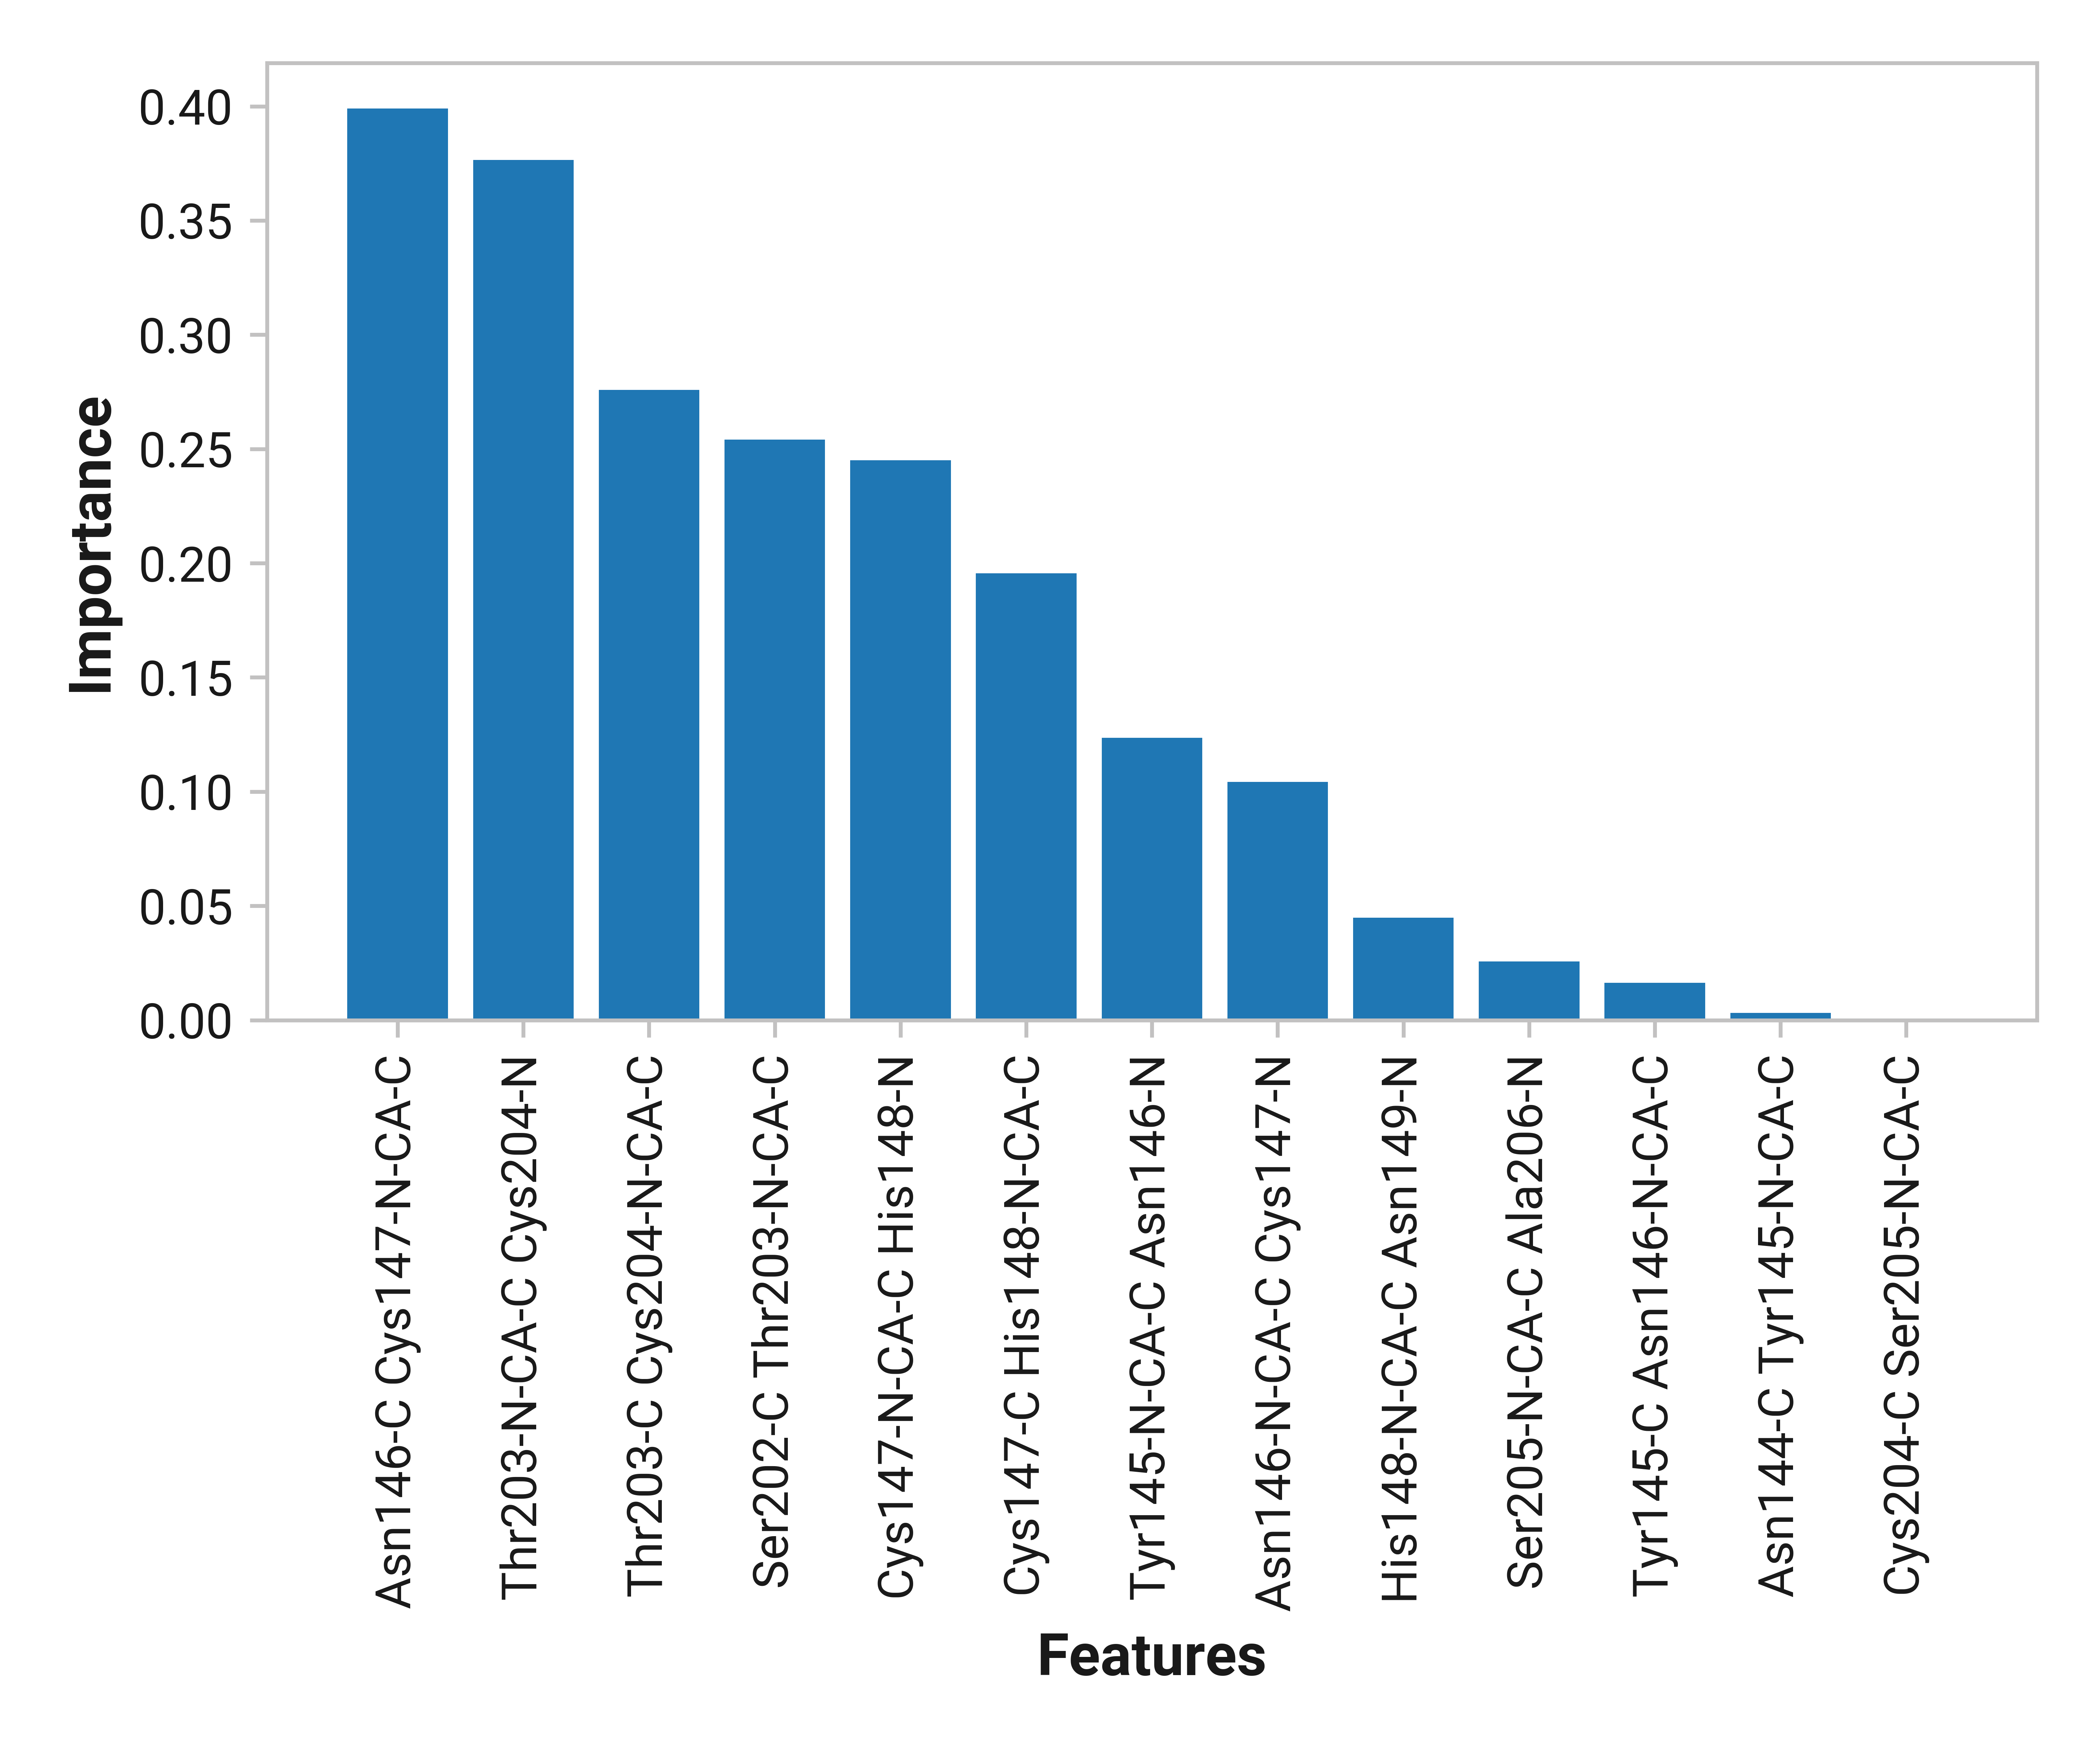 Importance
0.40
0.35
0.30
0.25
0.20
0.15
0.10
0.05
0.00
Asn146-C Cys147-N-CA-C
Thr203-N-CA-C Cys204-N
Thr203-C Cys204-N-CA-C
Ser202-C Thr203-N-CA-C
Cys147-N-CA-C His148-N
Cys147-C His148-N-CA-C
Tyr145-N-CA-C Asn146-N
Asn146-N-CA-C Cys147-N
His148-N-CA-C Asn149-N
Ser205-N-CA-C Ala206-N
Tyr145-C Asn146-N-CA-C
Asn144-C Tyr145-N-CA-C
Cys204-C Ser205-N-CA-C
Features